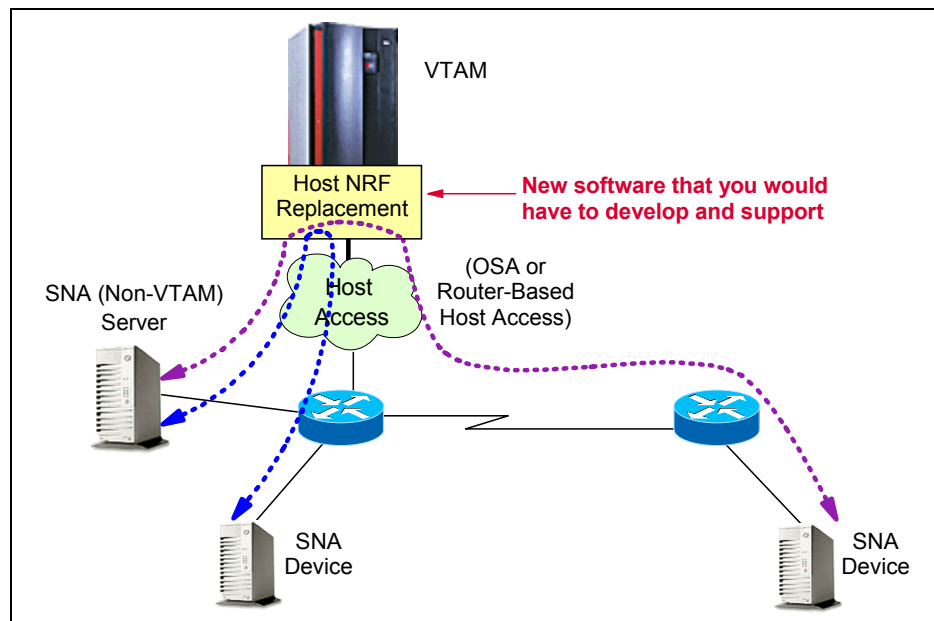 VTAM
Host NRF
Replacement
New software that you would
have to develop and support
(OSA or
Router-Based
Host Access)
Host
Access
SNA (Non-VTAM)
Server
SNA
Device
SNA
Device